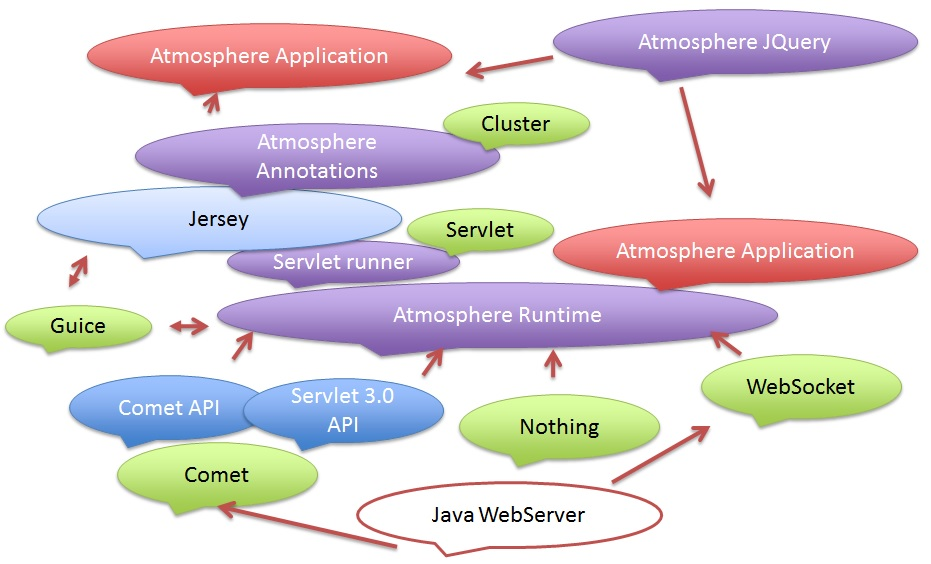 Atmosphere Application
Atmosphere JQuery
Cluster
Atmosphere
Annotations
Jersey
Servlet
Servlet runner
Atmosphere Application
Atmosphere Runtime
Guice
Comet API
Servlet 3.0
API
Nothing
WebSocket
Comet
Java WebServer